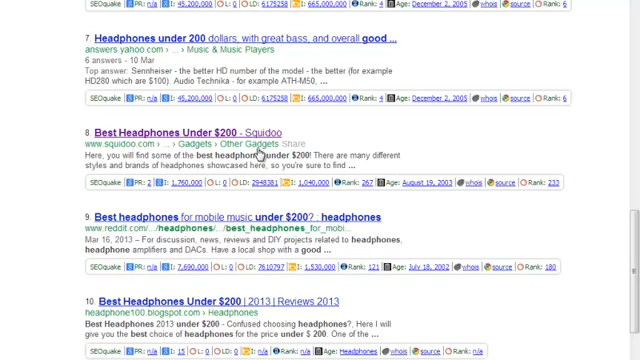 SEOquake PR: n/a I: 45,200,000 L: 0 LD: 6175258 I: 665,000,000 Rank: 4 Age: December 2, 2005 whois source Rank: 6
7. Headphones under 200 dollars, with great bass, and overall good ...
answers.yahoo.com › ... › Music & Music Players
6 answers - 10 Mar
Top answer: Sennheiser - the better HD number of the model - the better (for example
HD280 which are $100). Audio Technika - for example ATH-M50, ...
SEOquake PR: n/a I: 45,200,000 L: 0 LD: 6175258 I: 665,000,000 Rank: 4 Age: December 2, 2005 whois source Rank: 6
8. Best Headphones Under $200 - Squidoo
www.squidoo.com › ... › Gadgets › Other Gadgets Share
Here, you will find some of the best headphones under $200! There are many different
styles and brands of headphones showcased here, so you're sure to find ...
SEOquake PR: 2 I: 1,760,000 L: 0 LD: 2948381 I: 1,040,000 Rank: 267 Age: August 19, 2003 whois source Rank: 233
9. Best headphones for mobile music under $200? : headphones
www.reddit.com/.../headphones/.../best_headphones_for_mobi...
Mar 16, 2013 – For discussion, news, reviews and DIY projects related to headphones,
headphone amplifiers and DACs. Have a local shop with a good ...
SEOquake PR: n/a I: 7,690,000 L: 0 LD: 7610797 I: 1,530,000 Rank: 121 Age: July 18, 2002 whois source Rank: 180
10. Best Headphones Under $200 | 2013 | Reviews 2013
headphone100.blogspot.com › Headphones
Best Headphones 2013 under $200 - Confused choosing headphones?, Here I will
give you the best choice of headphones for the price under $ 200. One of the...
SEOquake PR: n/a I: 15 L: 0 LD: 0 I: n/a Rank: n/a Age: Headphones whois source Rank: n/a